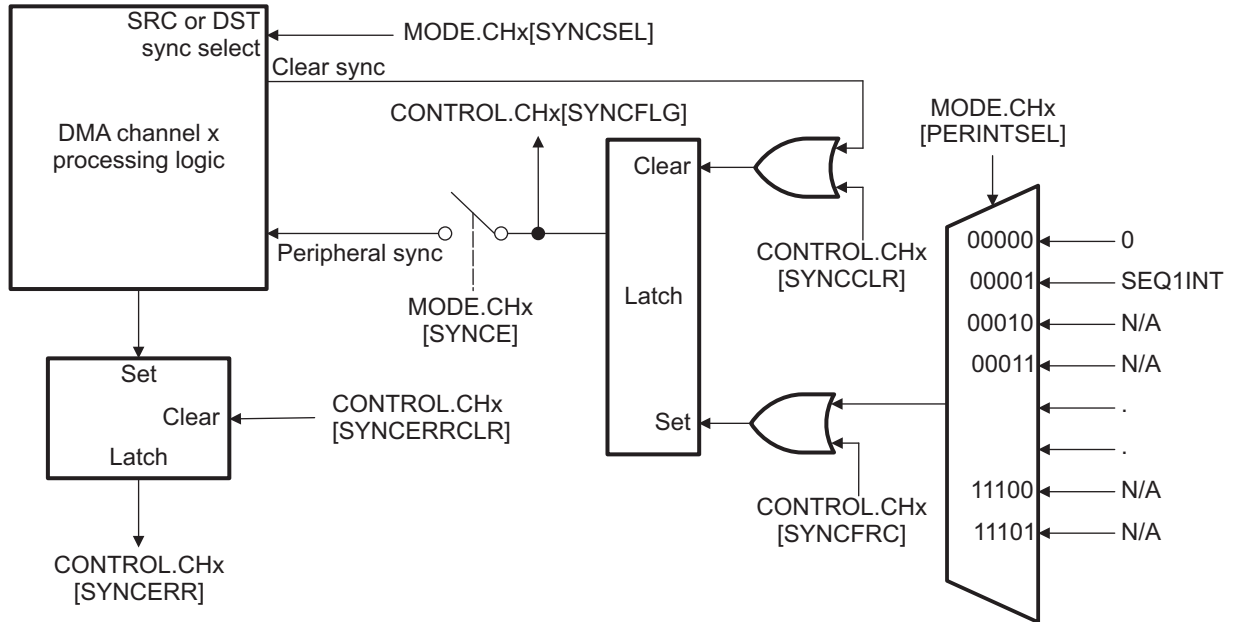 SRC or DST
sync select
MODE.CHx[SYNCSEL]
Clear sync
DMA channel x
processing logic
CONTROL.CHx[SYNCFLG]
Peripheral sync
MODE.CHx
[SYNCE]
Clear
Latch
Set
CONTROL.CHx
[SYNCCLR]
CONTROL.CHx
[SYNCFRC]
MODE.CHx
[PERINTSEL]
00000 0
00001 SEQ1INT
00010 N/A
00011 N/A
.
.
11100 N/A
11101 N/A
Set
Clear
Latch
CONTROL.CHx
[SYNCERRCLR]
CONTROL.CHx
[SYNCERR]